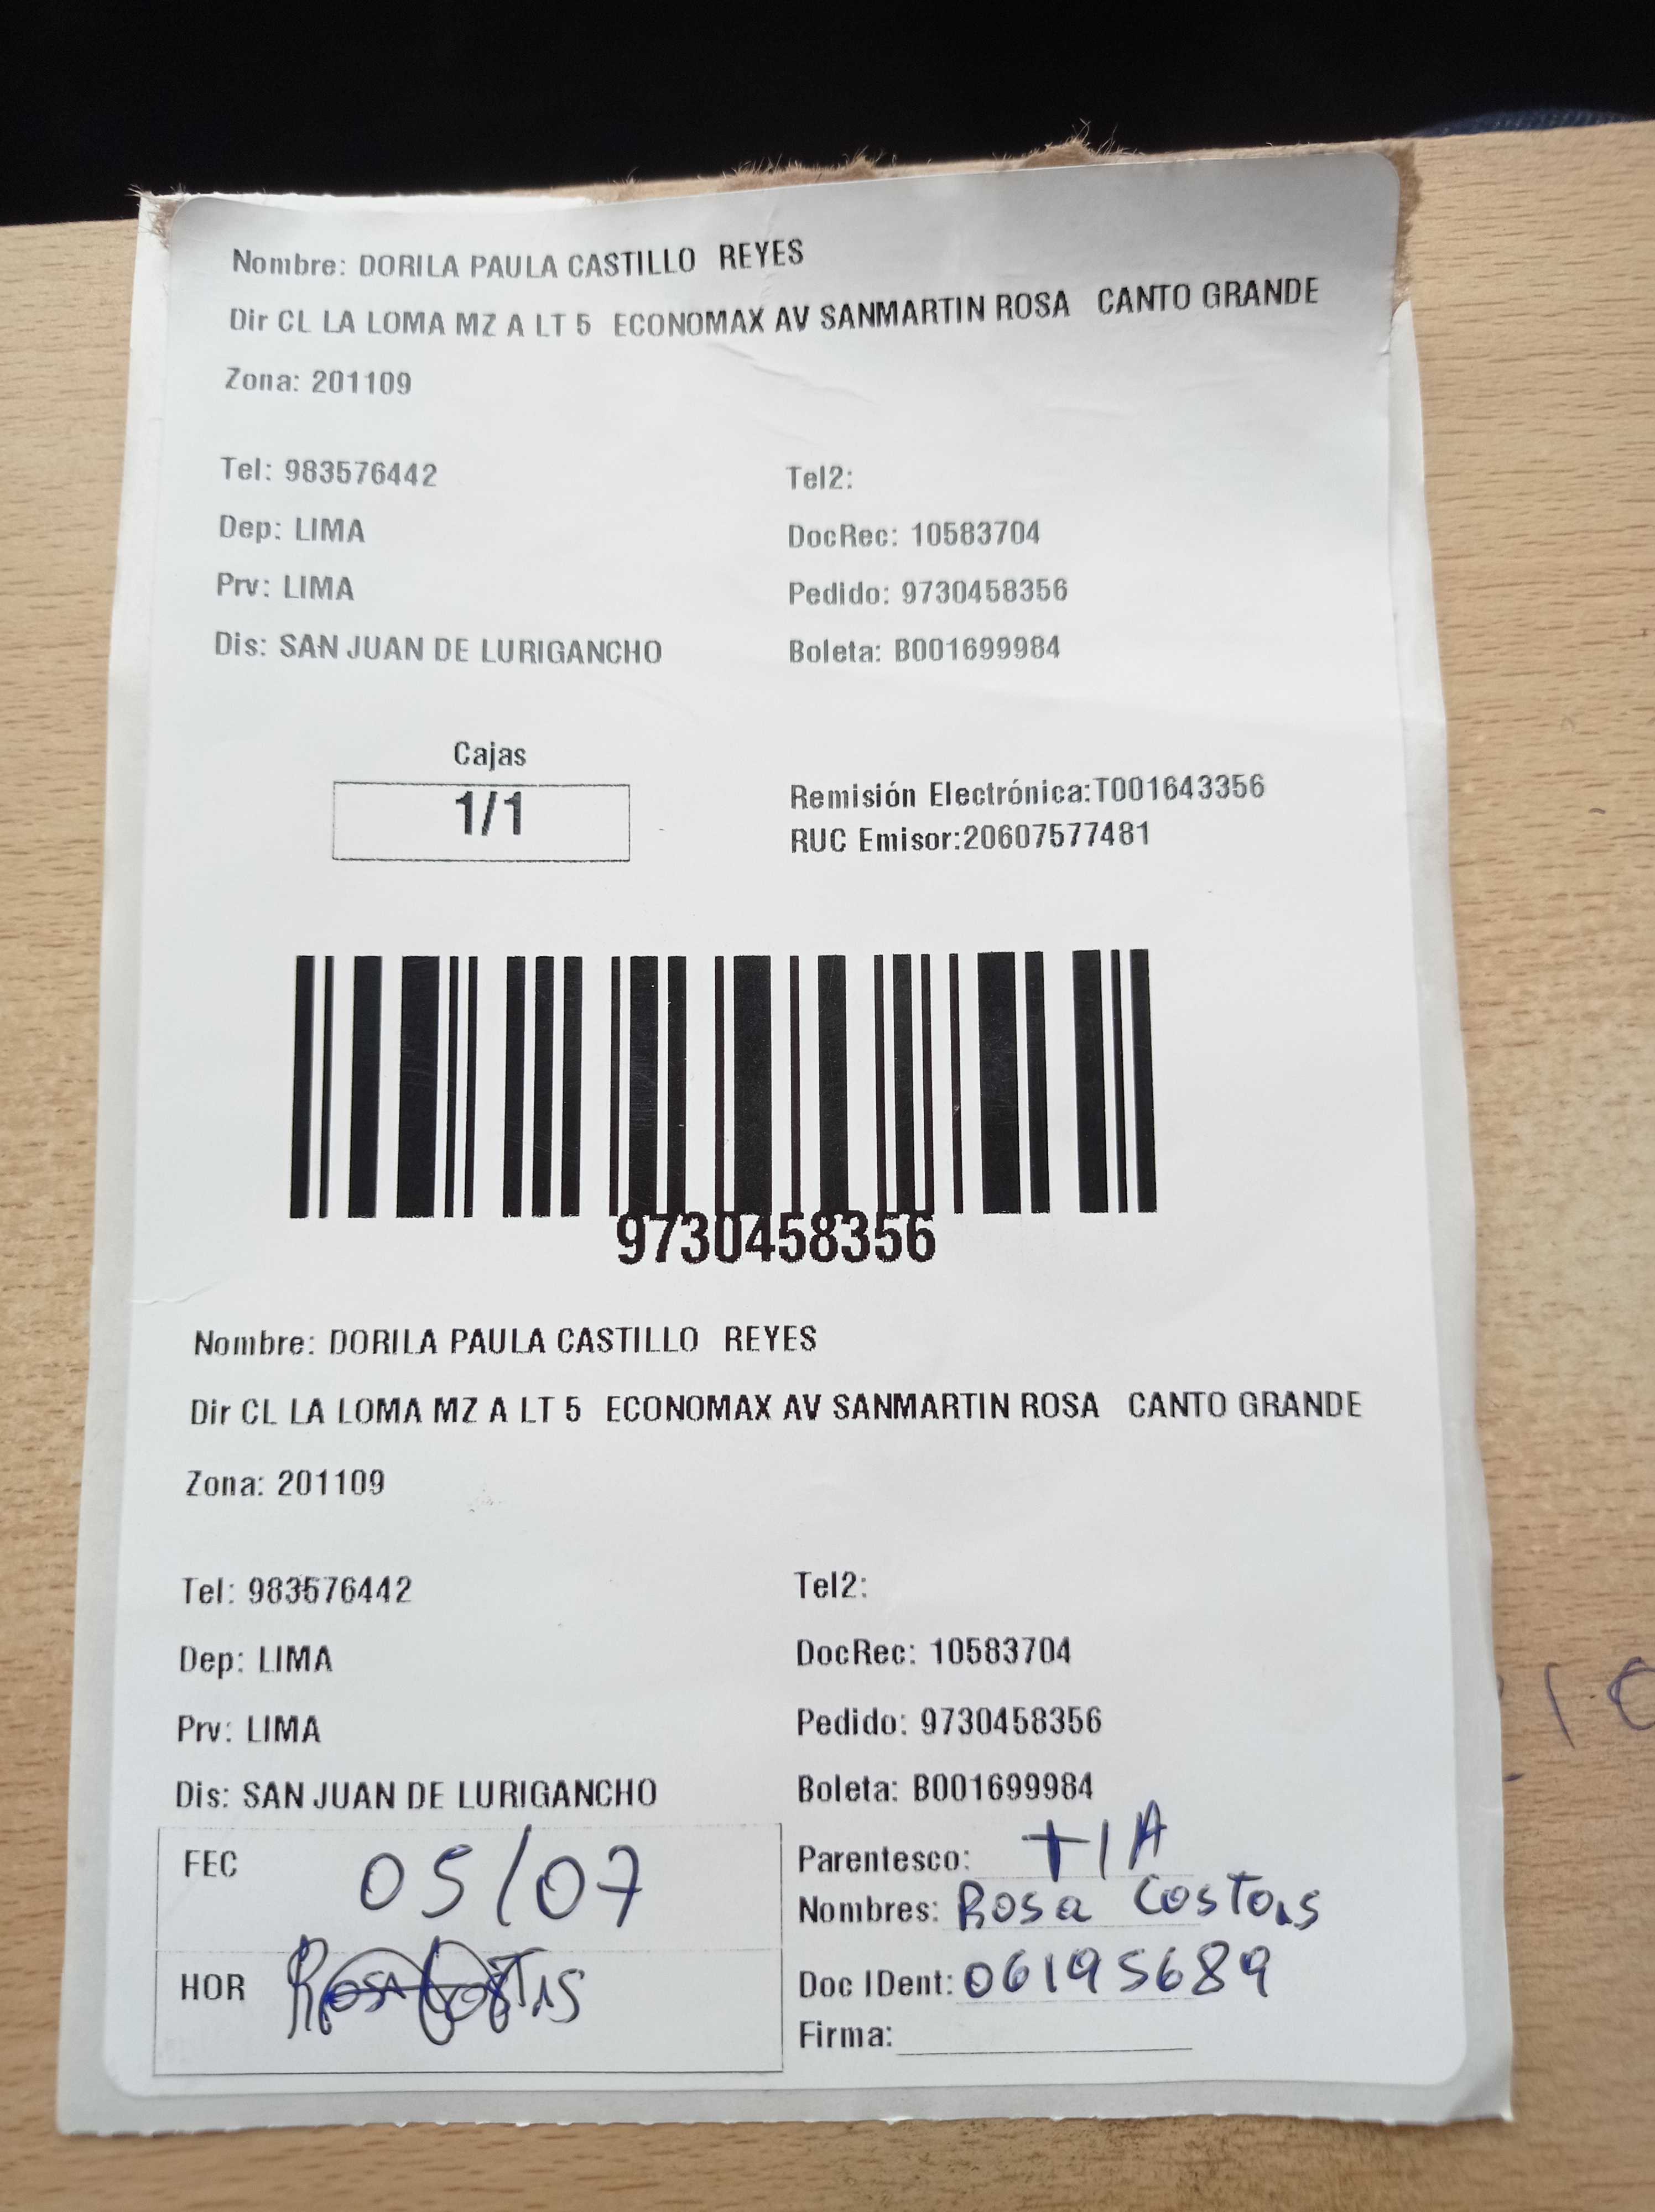 Nombre: DORILA PAULA CASTILLO REYES
Dir CL LA LOMA MZ A LT 5 ECONOMAX AV SANMARTIN ROSA CANTO GRANDE
Zona: 201109
Tel: 983576442 Tel2:
Dep: LIMA DocRec: 10583704
Prv: LIMA Pedido: 9730458356
Dis: SAN JUAN DE LURIGANCHO Boleta: B001699984
Cajas
1/1
Remisión Electrónica:T001643356
RUC Emisor:20607577481
9730458356
Nombre: DORILA PAULA CASTILLO REYES
Dir CL LA LOMA MZ A LT 5 ECONOMAX AV SANMARTIN ROSA CANTO GRANDE
Zona: 201109
Tel: 983576442 Tel2:
Dep: LIMA DocRec: 10583704
Prv: LIMA Pedido: 9730458356
Dis: SAN JUAN DE LURIGANCHO Boleta: B001699984
FEC 05/07
Parentesco: TIA
Nombres: Rosa
HOR
Doc IDent: 06195689
Firma: